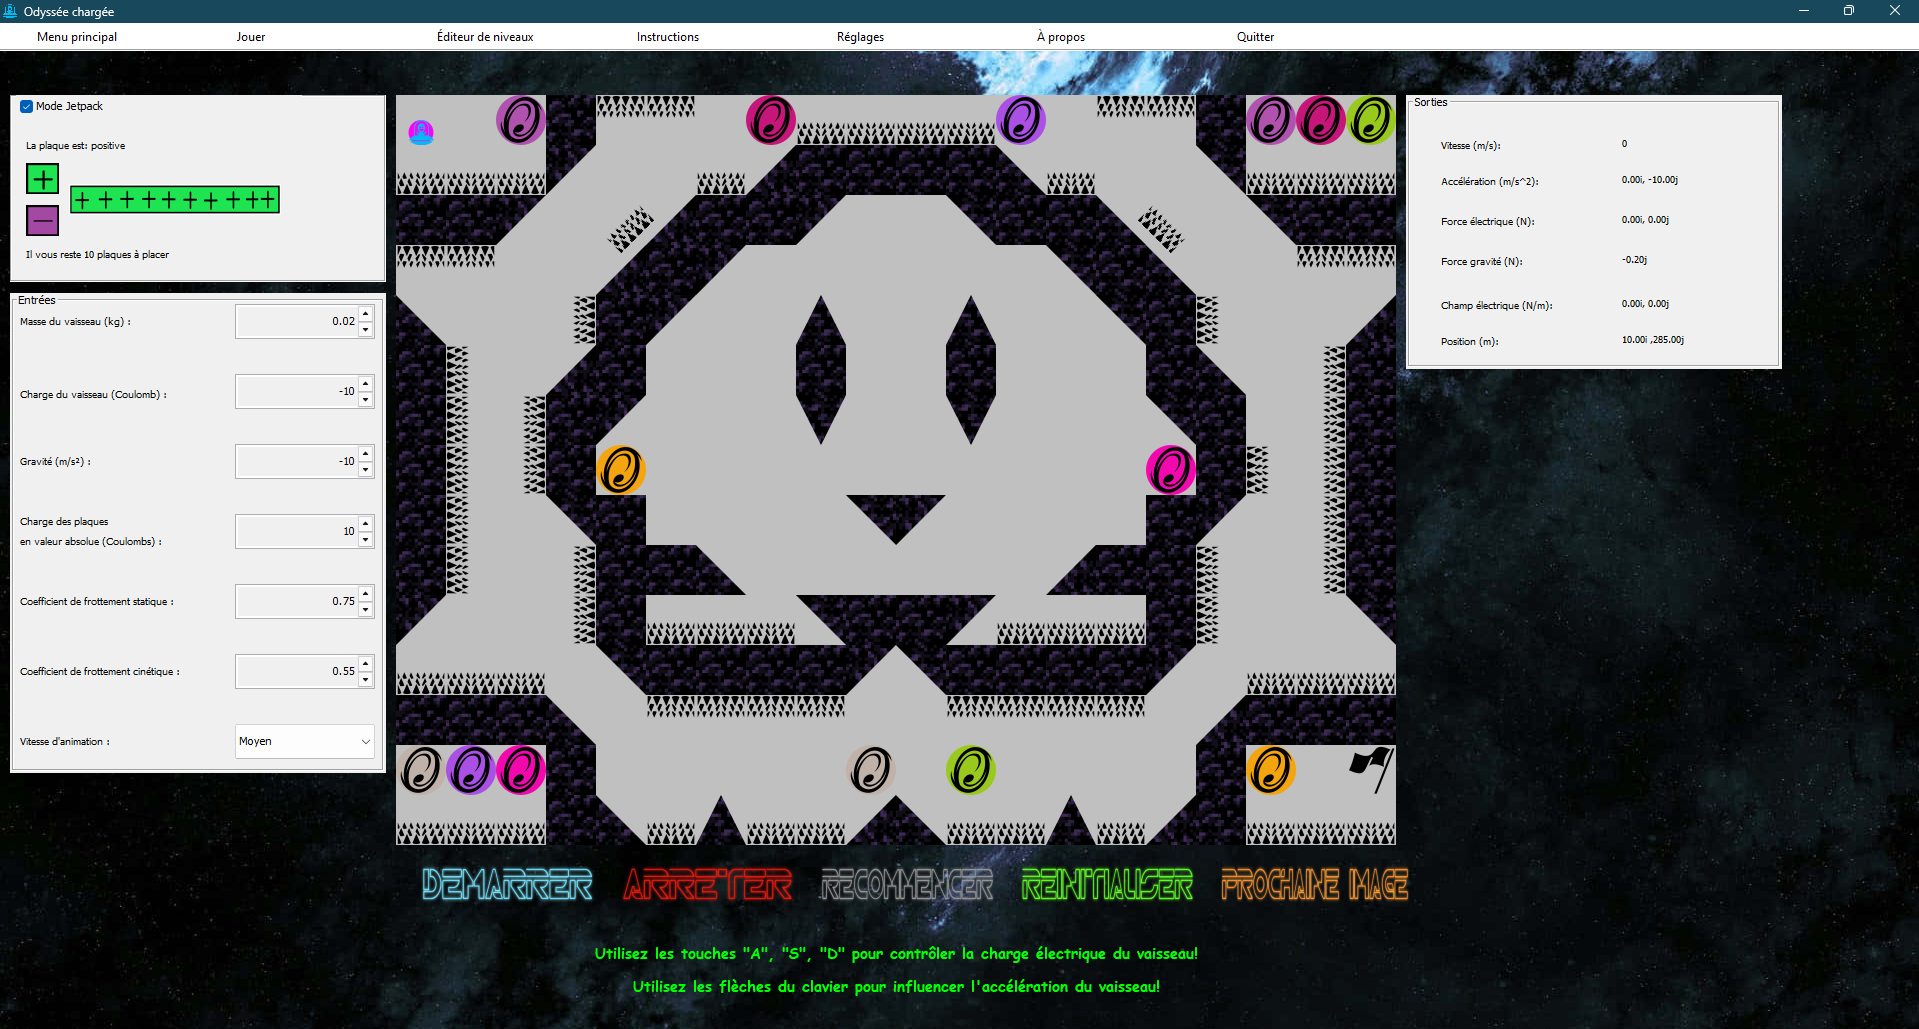 Odyssée chargée
Menu principal
Jouer
Éditeur de niveaux
Instructions
Réglages
À propos
Quitter
Mode Jetpack
La plaque est: positive
Il vous reste 10 plaques à placer
Entrées
Masse du vaisseau (kg) :
0.02
Charge du vaisseau (Coulomb) :
-10
Gravité (m/s²) :
-10
Charge des plaques
en valeur absolue (Coulombs) :
10
Coefficient de frottement statique :
0.75
Coefficient de frottement cinétique :
0.55
Vitesse d'animation :
Moyen
Sorties
Vitesse (m/s):
0
Accélération (m/s^2):
0.00i, -10.00j
Force électrique (N):
0.00i, 0.00j
Force gravité (N):
-0.20j
Champ électrique (N/m):
0.00i, 0.00j
Position (m):
10.00i ,285.00j
DEMARRER
ARRETER
RECOMMENCER
REINITIALISER
PROCHAINE IMAGE
Utilisez les touches "A", "S", "D" pour contrôler la charge électrique du vaisseau!
Utilisez les flèches du clavier pour influencer l'accélération du vaisseau!